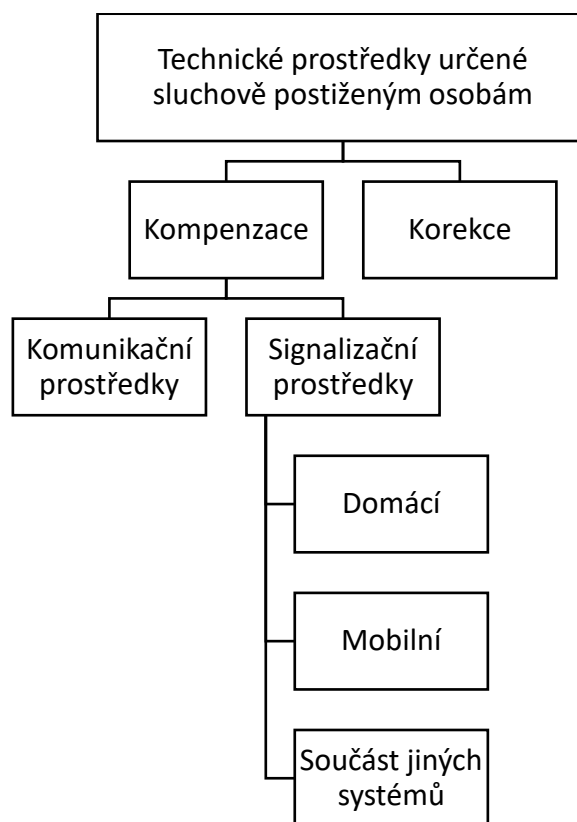 Technické prostředky určené
sluchově postiženým osobám
Kompenzace
Korekce
Komunikační
prostředky
Signalizační
prostředky
Domácí
Mobilní
Součást jiných
systémů